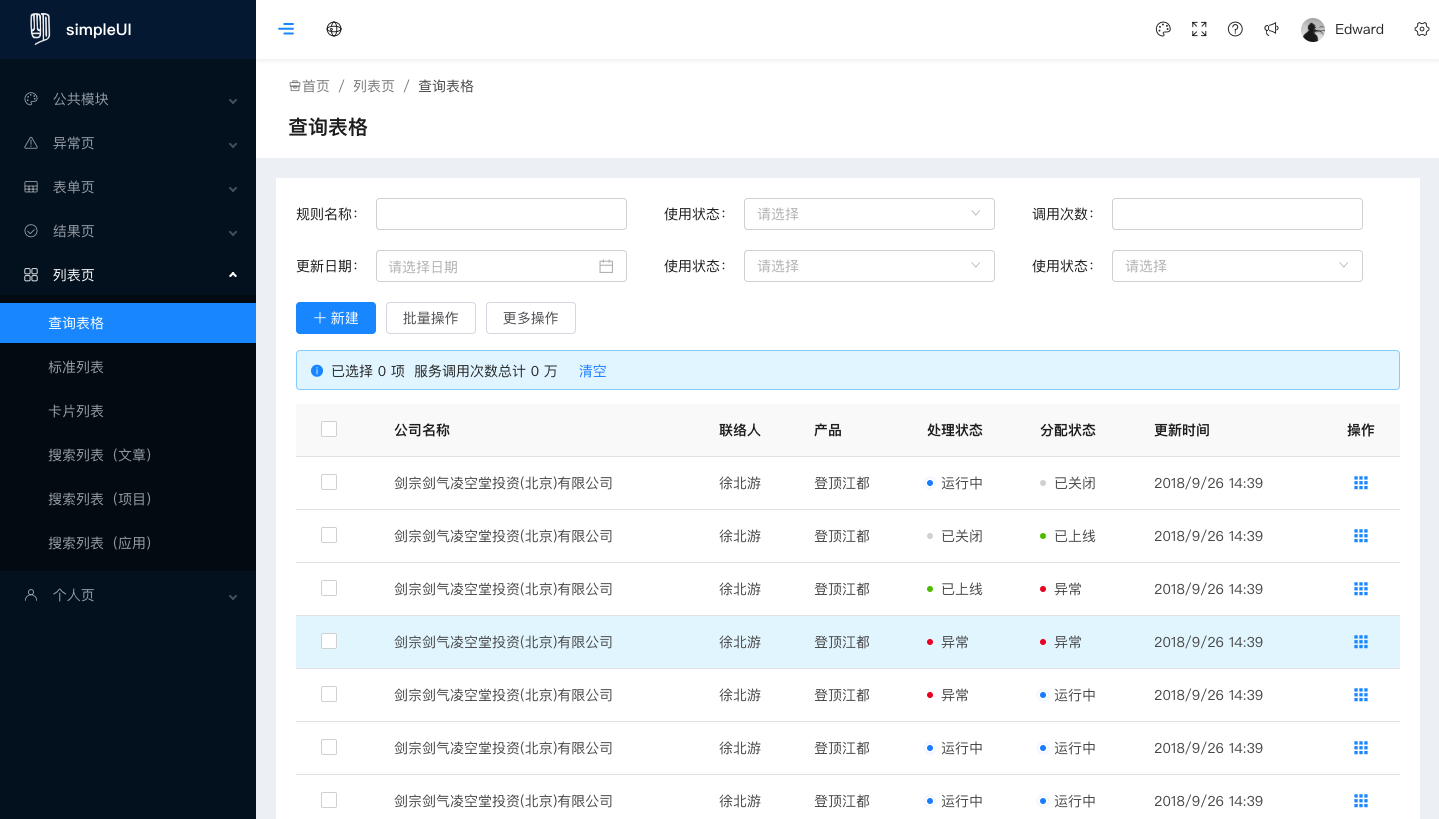 simpleUI
Edward
公共模块
异常页
表单页
结果页
列表页
查询表格
标准列表
卡片列表
搜索列表（文章）
搜索列表（项目）
搜索列表（应用）
个人页
首页 / 列表页 / 查询表格
查询表格
规则名称： 使用状态： 请选择 调用次数：
更新日期： 请选择日期 使用状态： 请选择 使用状态： 请选择
新建 批量操作 更多操作
已选择 0 项 服务调用次数总计 0 万 清空
公司名称 联络人 产品 处理状态 分配状态 更新时间 操作
剑宗剑气凌空堂投资(北京)有限公司 徐北游 登顶江都 运行中 已关闭 2018/9/26 14:39
剑宗剑气凌空堂投资(北京)有限公司 徐北游 登顶江都 已关闭 已上线 2018/9/26 14:39
剑宗剑气凌空堂投资(北京)有限公司 徐北游 登顶江都 已上线 异常 2018/9/26 14:39
剑宗剑气凌空堂投资(北京)有限公司 徐北游 登顶江都 异常 异常 2018/9/26 14:39
剑宗剑气凌空堂投资(北京)有限公司 徐北游 登顶江都 异常 运行中 2018/9/26 14:39
剑宗剑气凌空堂投资(北京)有限公司 徐北游 登顶江都 运行中 运行中 2018/9/26 14:39
剑宗剑气凌空堂投资(北京)有限公司 徐北游 登顶江都 运行中 运行中 2018/9/26 14:39